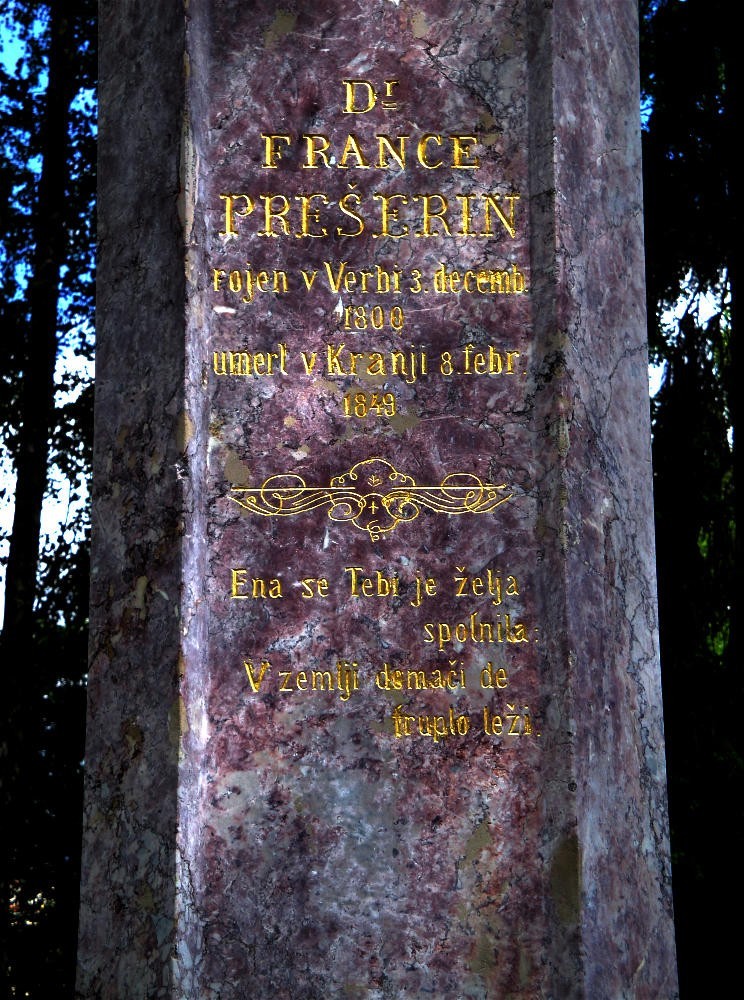 Dr
FRANCE
PREŠERIN
rojen v Verbi 3. decemb.
1800
umerl v Kranji 8. febr.
1849
Ena se Tebi je želja
spolnila:
V zemlji domači de
truplo leži.